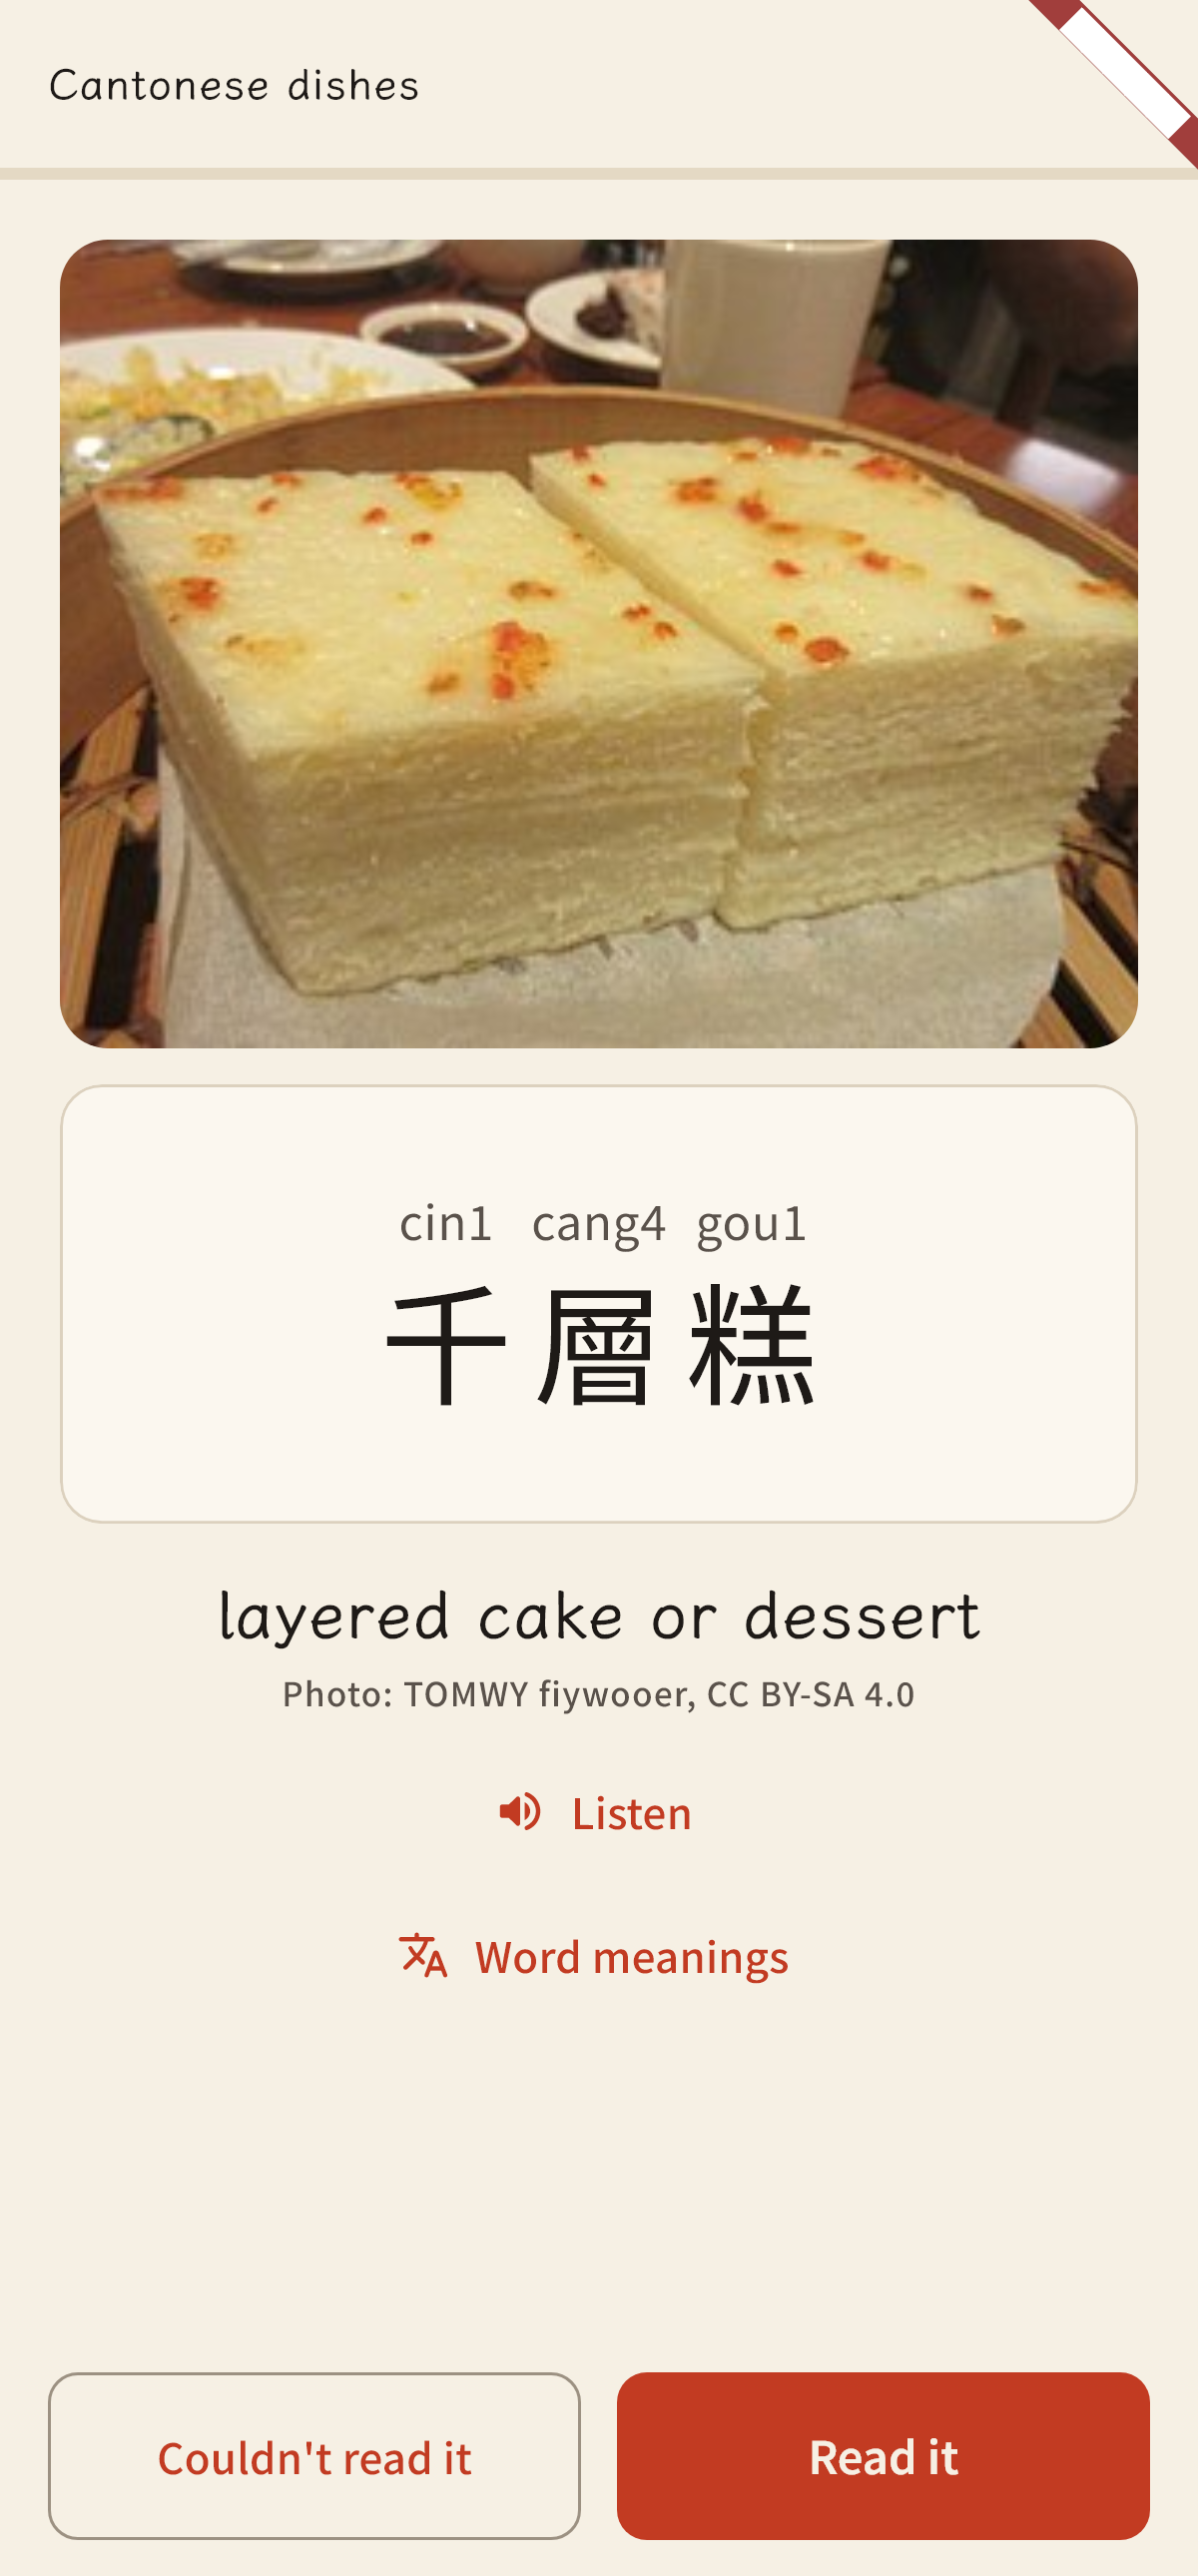 Cantonese dishes
cin1 cang4 gou1
千層糕
layered cake or dessert
Photo: TOMWY fiywooer, CC BY-SA 4.0
Listen
Word meanings
Couldn't read it
Read it